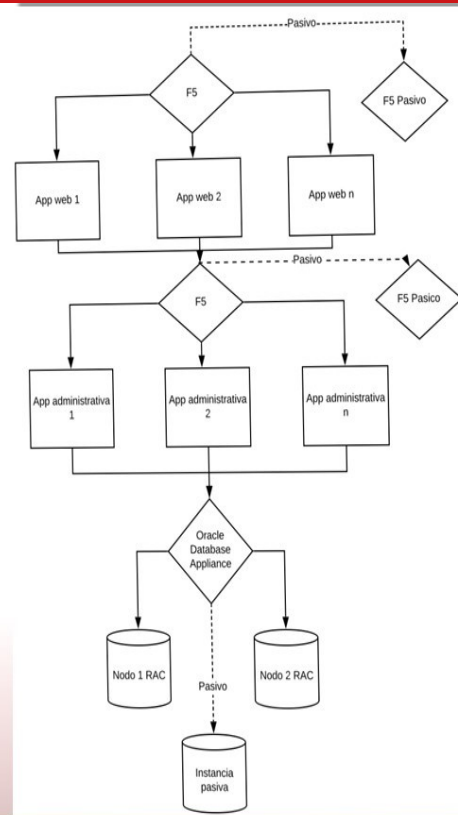 Pasivo
F5
F5 Pasivo
App web 1
App web 2
App web n
Pasivo
F5
F5 Pasico
App administrativa
1
App administrativa
2
App administrativa
n
Oracle
Database
Appliance
Nodo 1 RAC
Nodo 2 RAC
Pasivo
Instancia
pasiva